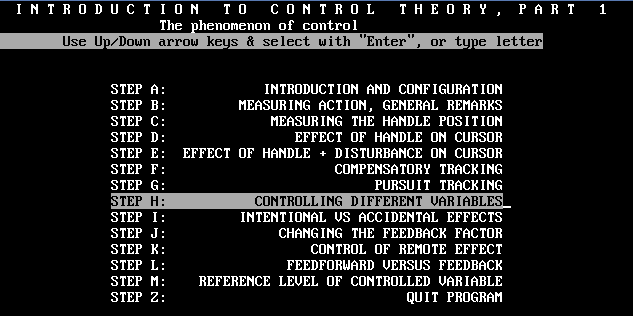 INTRODUCTION TO CONTROL THEORY, PART 1
The phenomenon of control
Use Up/Down arrow keys & select with "Enter", or type letter
STEP A: INTRODUCTION AND CONFIGURATION
STEP B: MEASURING ACTION, GENERAL REMARKS
STEP C: MEASURING THE HANDLE POSITION
STEP D: EFFECT OF HANDLE ON CURSOR
STEP E: EFFECT OF HANDLE + DISTURBANCE ON CURSOR
STEP F: COMPENSATORY TRACKING
STEP G: PURSUIT TRACKING
STEP H: CONTROLLING DIFFERENT VARIABLES
STEP I: INTENTIONAL VS ACCIDENTAL EFFECTS
STEP J: CHANGING THE FEEDBACK FACTOR
STEP K: CONTROL OF REMOTE EFFECT
STEP L: FEEDFORWARD VERSUS FEEDBACK
STEP M: REFERENCE LEVEL OF CONTROLLED VARIABLE
STEP Z: QUIT PROGRAM